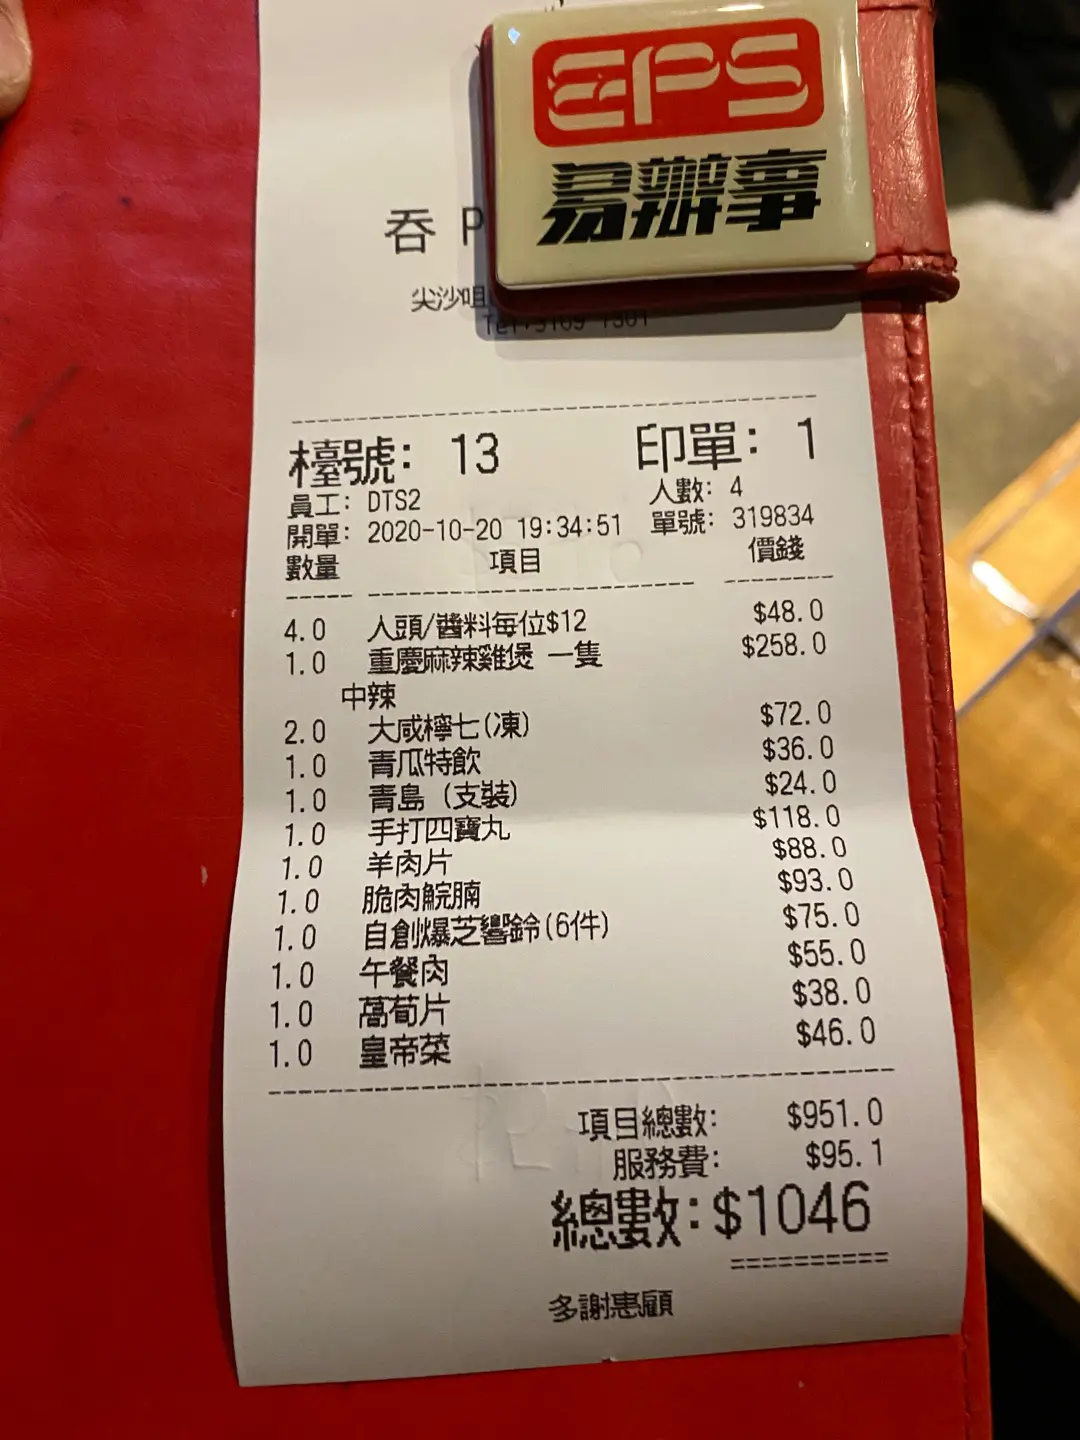 EPS
易辦事
吞 P
尖沙咀
檯號: 13 印單: 1
員工: DTS2 人數: 4
開單: 2020-10-20 19:34:51 單號: 319834
數量 項目 價錢
4.0 人頭/醬料每位$12 $48.0
1.0 重慶麻辣雞煲 一隻 $258.0
中辣
2.0 大咸檸七(凍) $72.0
1.0 青瓜特飲 $36.0
1.0 青島 (支裝) $24.0
1.0 手打四寶丸 $118.0
1.0 羊肉片 $88.0
1.0 脆肉鯇腩 $93.0
1.0 自創爆芝響鈴(6件) $75.0
1.0 午餐肉 $55.0
1.0 萵荀片 $38.0
1.0 皇帝菜 $46.0
項目總數: $951.0
服務費: $95.1
總數: $1046
多謝惠顧